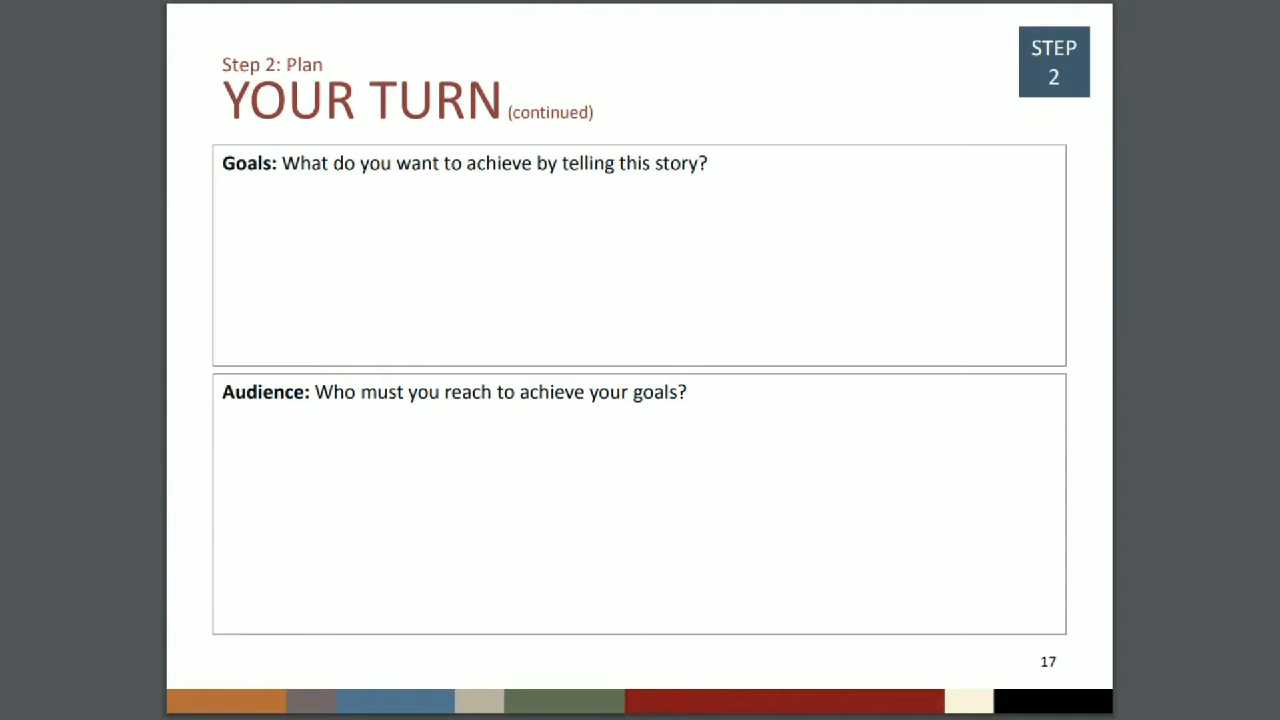 Step 2: Plan
YOUR TURN (continued)
STEP
2
Goals: What do you want to achieve by telling this story?
Audience: Who must you reach to achieve your goals?
17